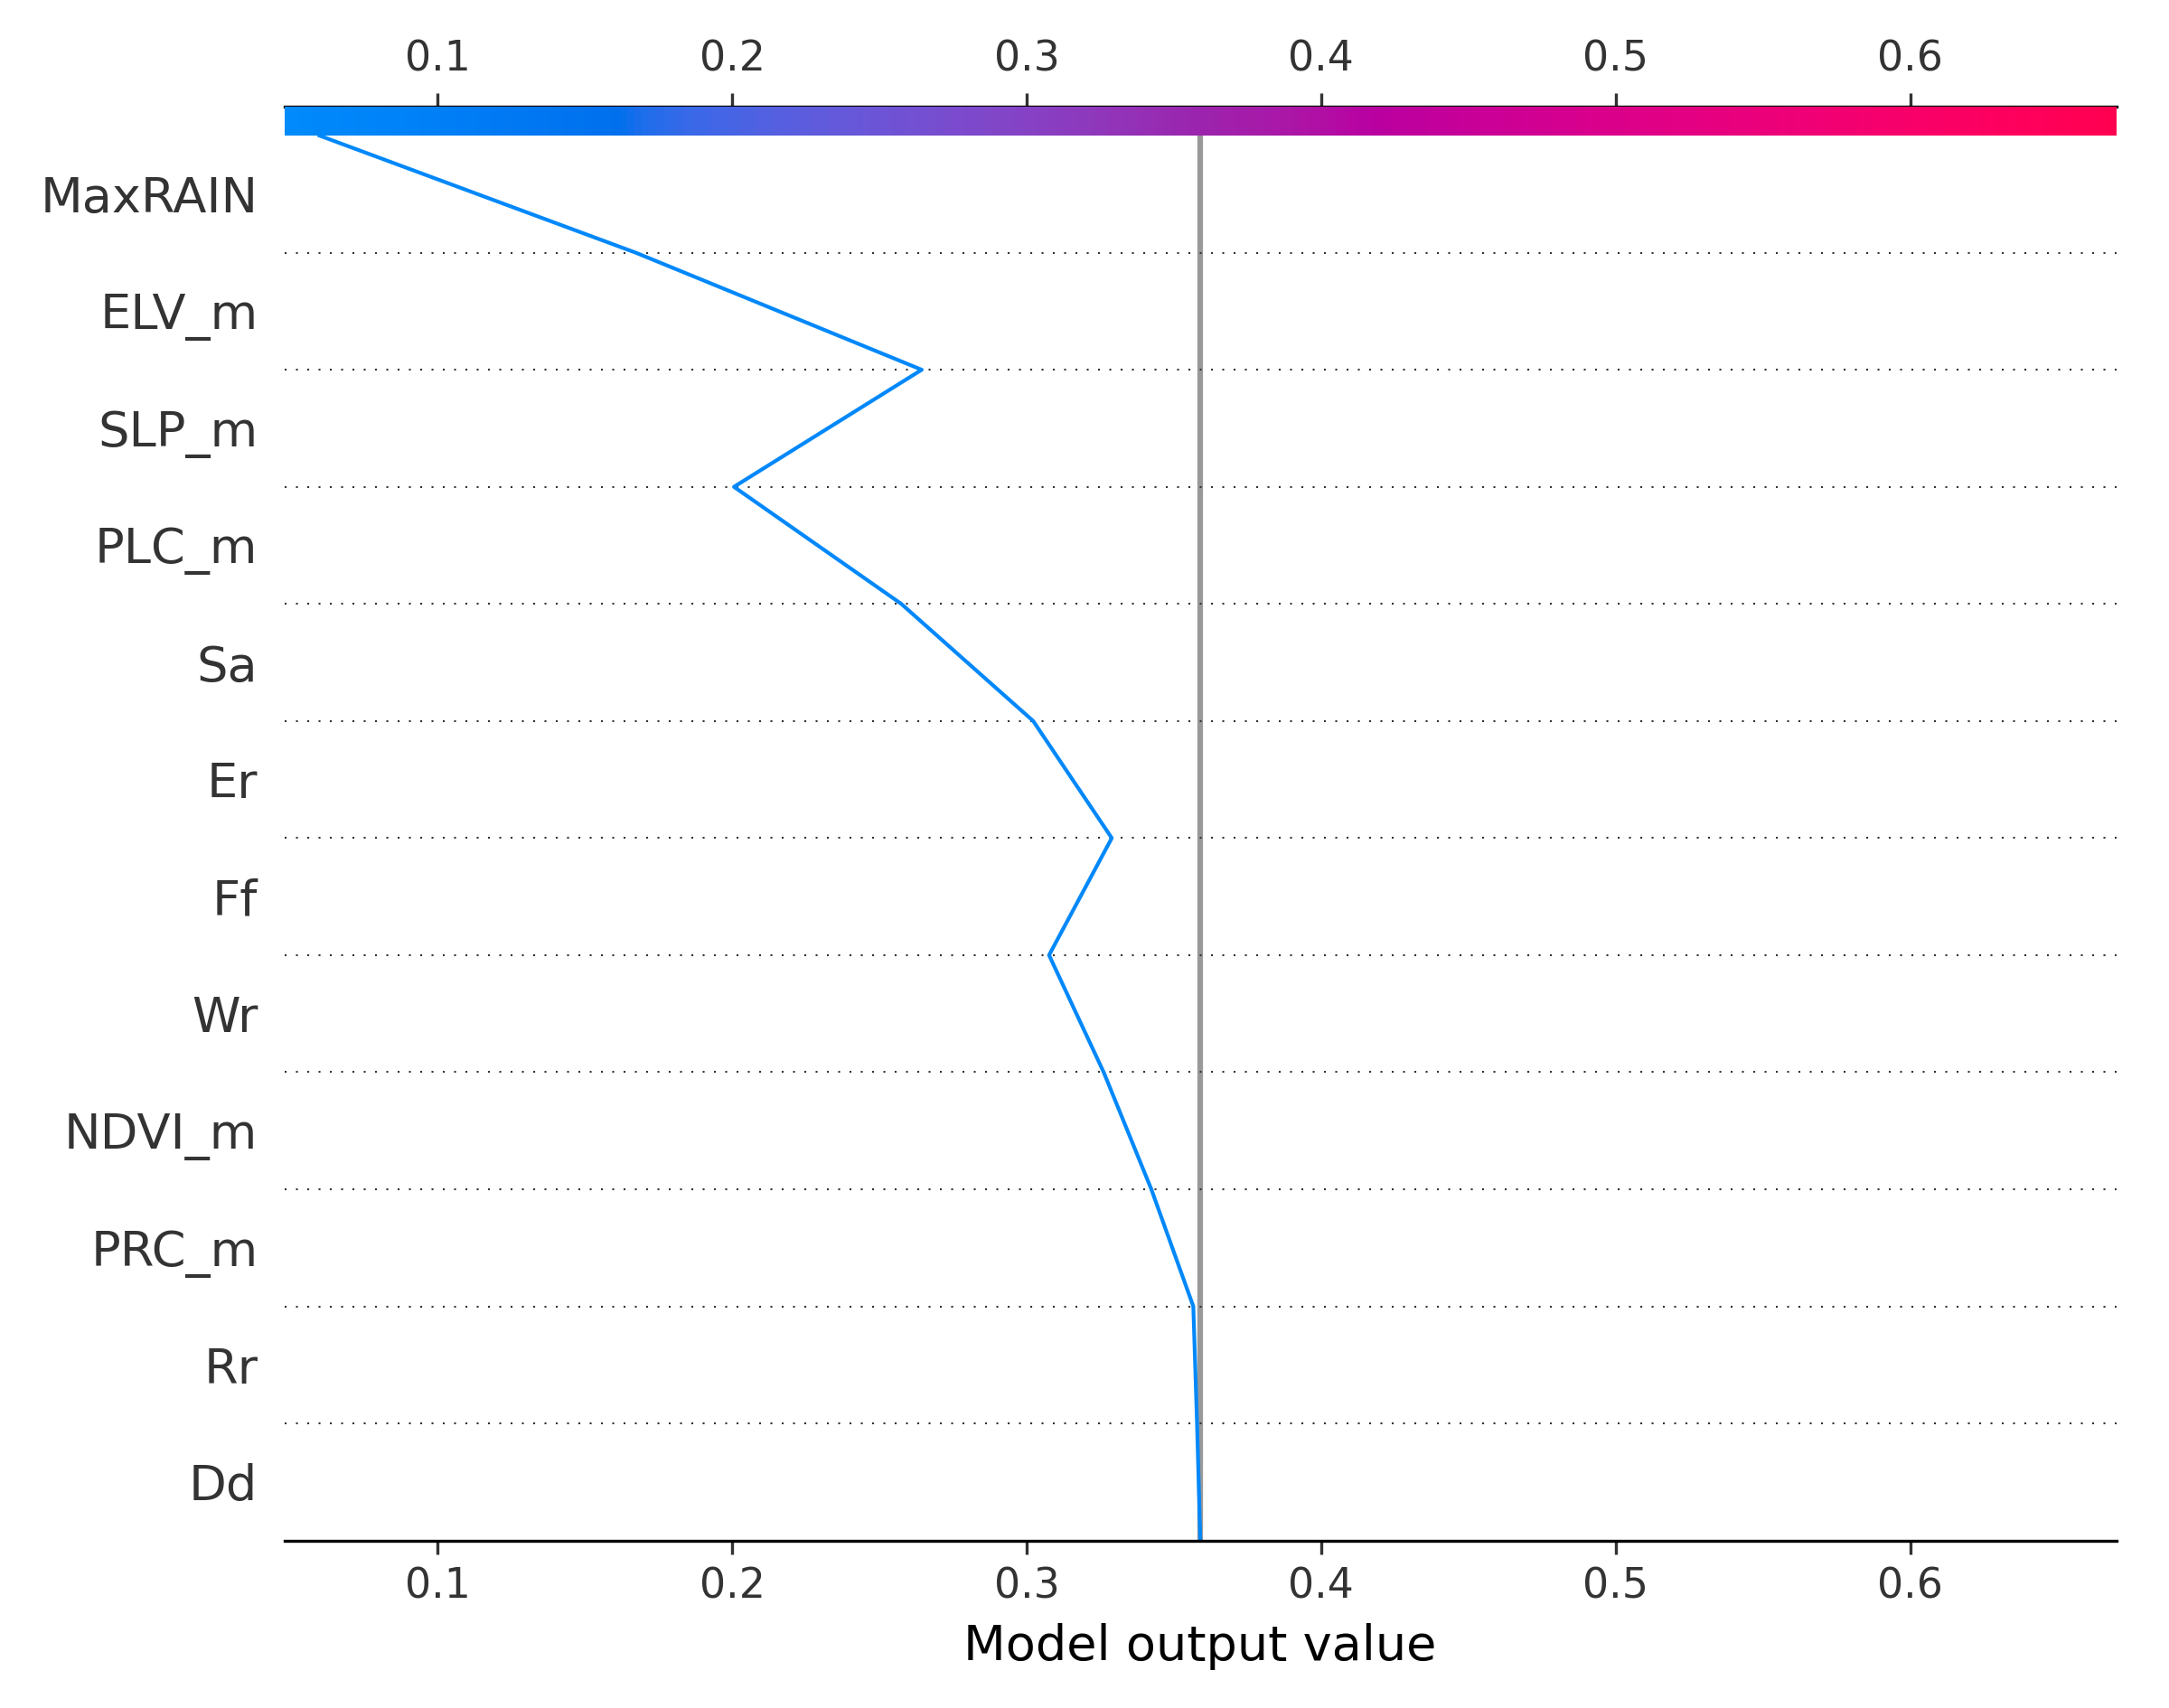 0.1 0.2 0.3 0.4 0.5 0.6
MaxRAIN
ELV_m
SLP_m
PLC_m
Sa
Er
Ff
Wr
NDVI_m
PRC_m
Rr
Dd
0.1 0.2 0.3 0.4 0.5 0.6
Model output value